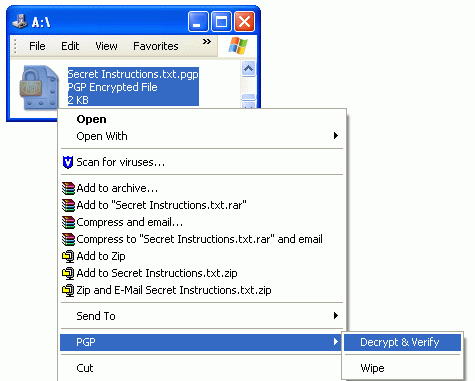 A:\
File Edit View Favorites »
Secret Instructions.txt.pgp
PGP Encrypted File
2 KB
Open
Open With
Scan for viruses...
Add to archive...
Add to "Secret Instructions.txt.rar"
Compress and email...
Compress to "Secret Instructions.txt.rar" and email
Add to Zip
Add to Secret Instructions.txt.zip
Zip and E-Mail Secret Instructions.txt.zip
Send To
PGP
Decrypt & Verify
Cut
Wipe